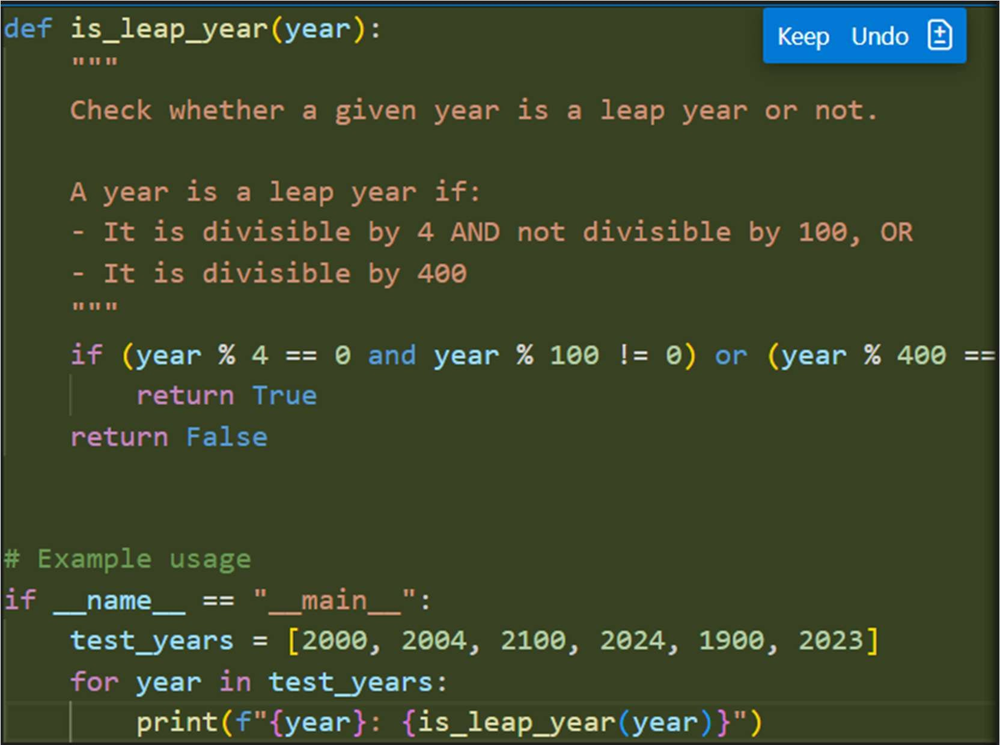 def is_leap_year(year):
Keep Undo
    """
    Check whether a given year is a leap year or not.

    A year is a leap year if:
    - It is divisible by 4 AND not divisible by 100, OR
    - It is divisible by 400
    """
    if (year % 4 == 0 and year % 100 != 0) or (year % 400 ==
        return True
    return False

# Example usage
if __name__ == "__main__":
    test_years = [2000, 2004, 2100, 2024, 1900, 2023]
    for year in test_years:
        print(f"{year}: {is_leap_year(year)}")